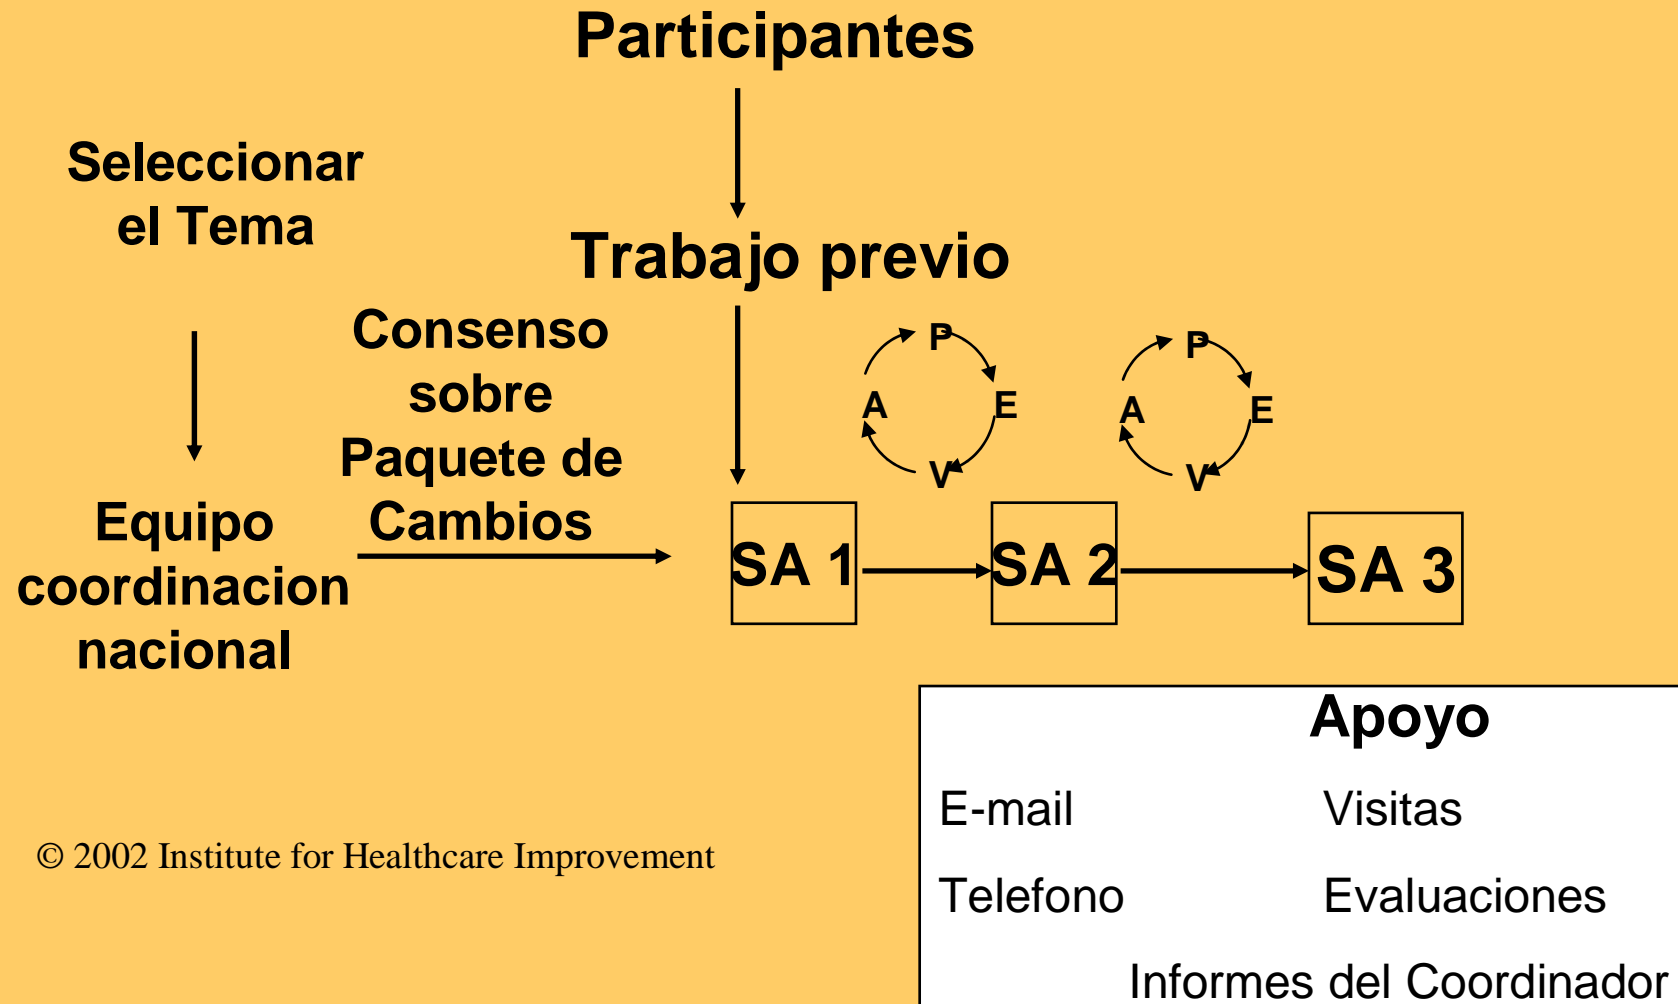 Participantes
Seleccionar
el Tema
Trabajo previo
Consenso
sobre
Paquete de
Cambios
Equipo
coordinacion
nacional
P
A
E
V
P
A
E
V
SA 1
SA 2
SA 3
Apoyo
E-mail
Visitas
Telefono
Evaluaciones
Informes del Coordinador
© 2002 Institute for Healthcare Improvement